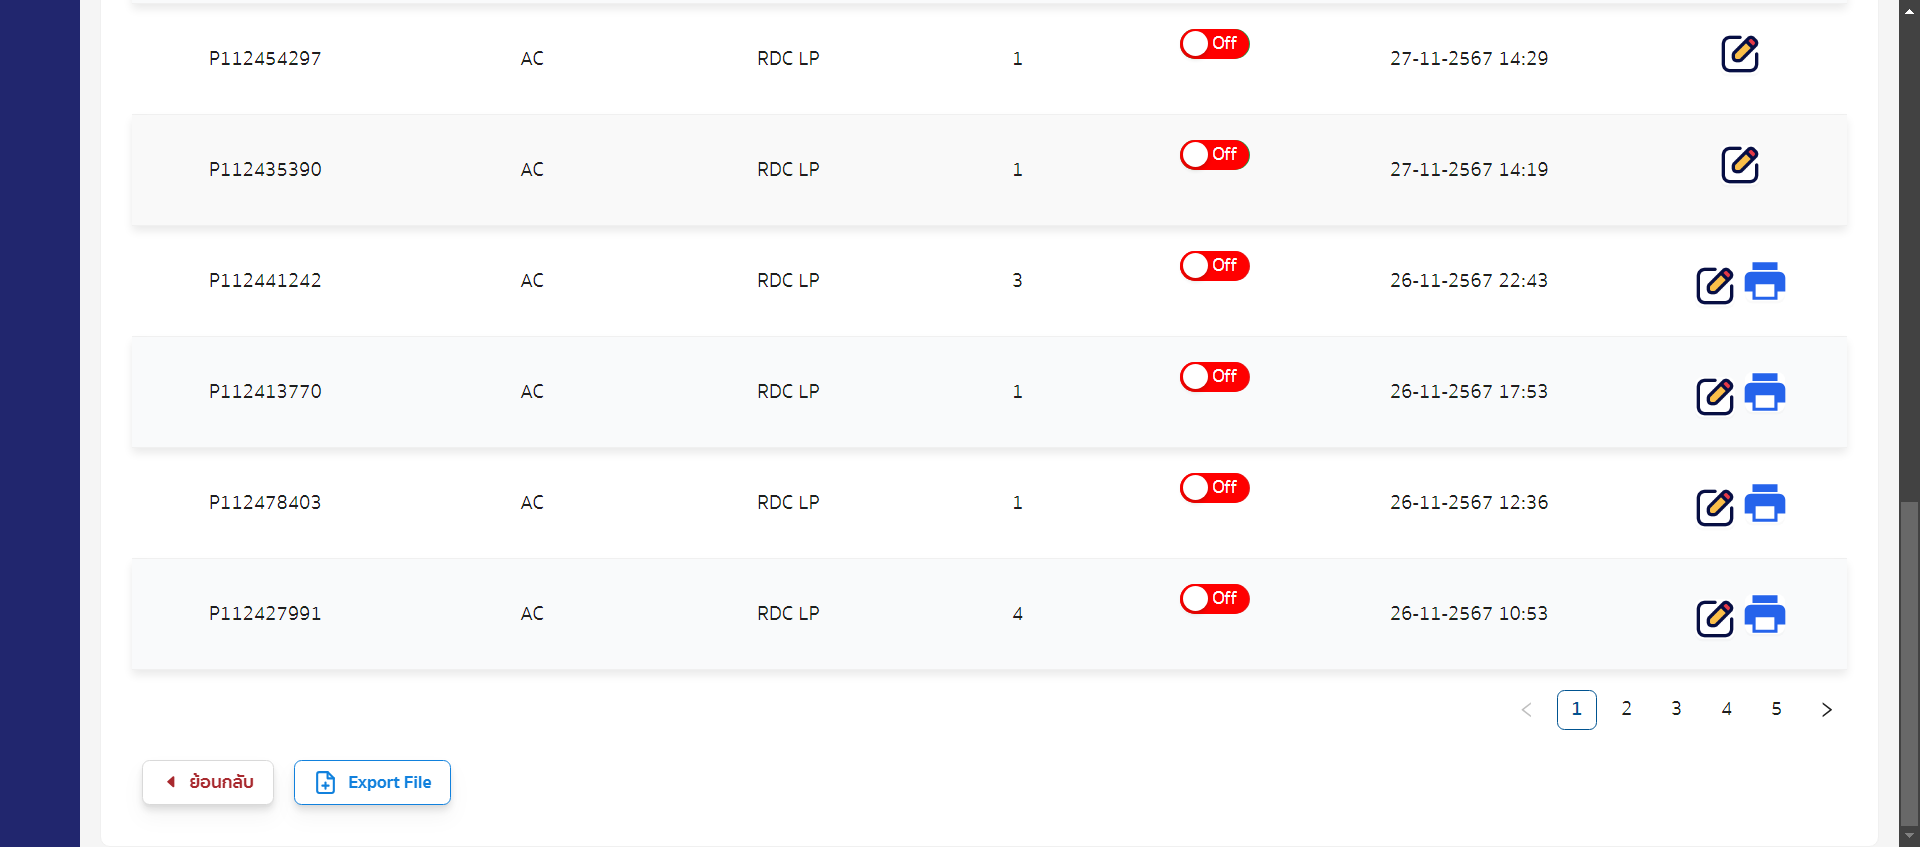 P112454297 AC RDC LP 1 Off 27-11-2567 14:29
P112435390 AC RDC LP 1 Off 27-11-2567 14:19
P112441242 AC RDC LP 3 Off 26-11-2567 22:43
P112413770 AC RDC LP 1 Off 26-11-2567 17:53
P112478403 AC RDC LP 1 Off 26-11-2567 12:36
P112427991 AC RDC LP 4 Off 26-11-2567 10:53
1 2 3 4 5
ย้อนกลับ Export File